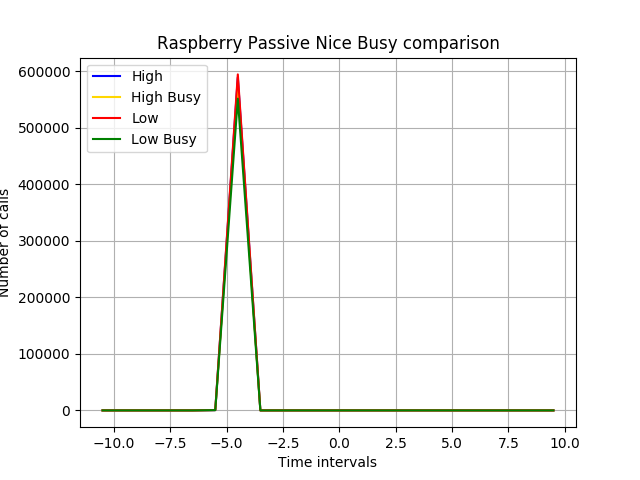 Raspberry Passive Nice Busy comparison
High
High Busy
Low
Low Busy
600000
500000
400000
300000
200000
100000
0
Number of calls
−10.0 −7.5 −5.0 −2.5 0.0 2.5 5.0 7.5 10.0
Time intervals